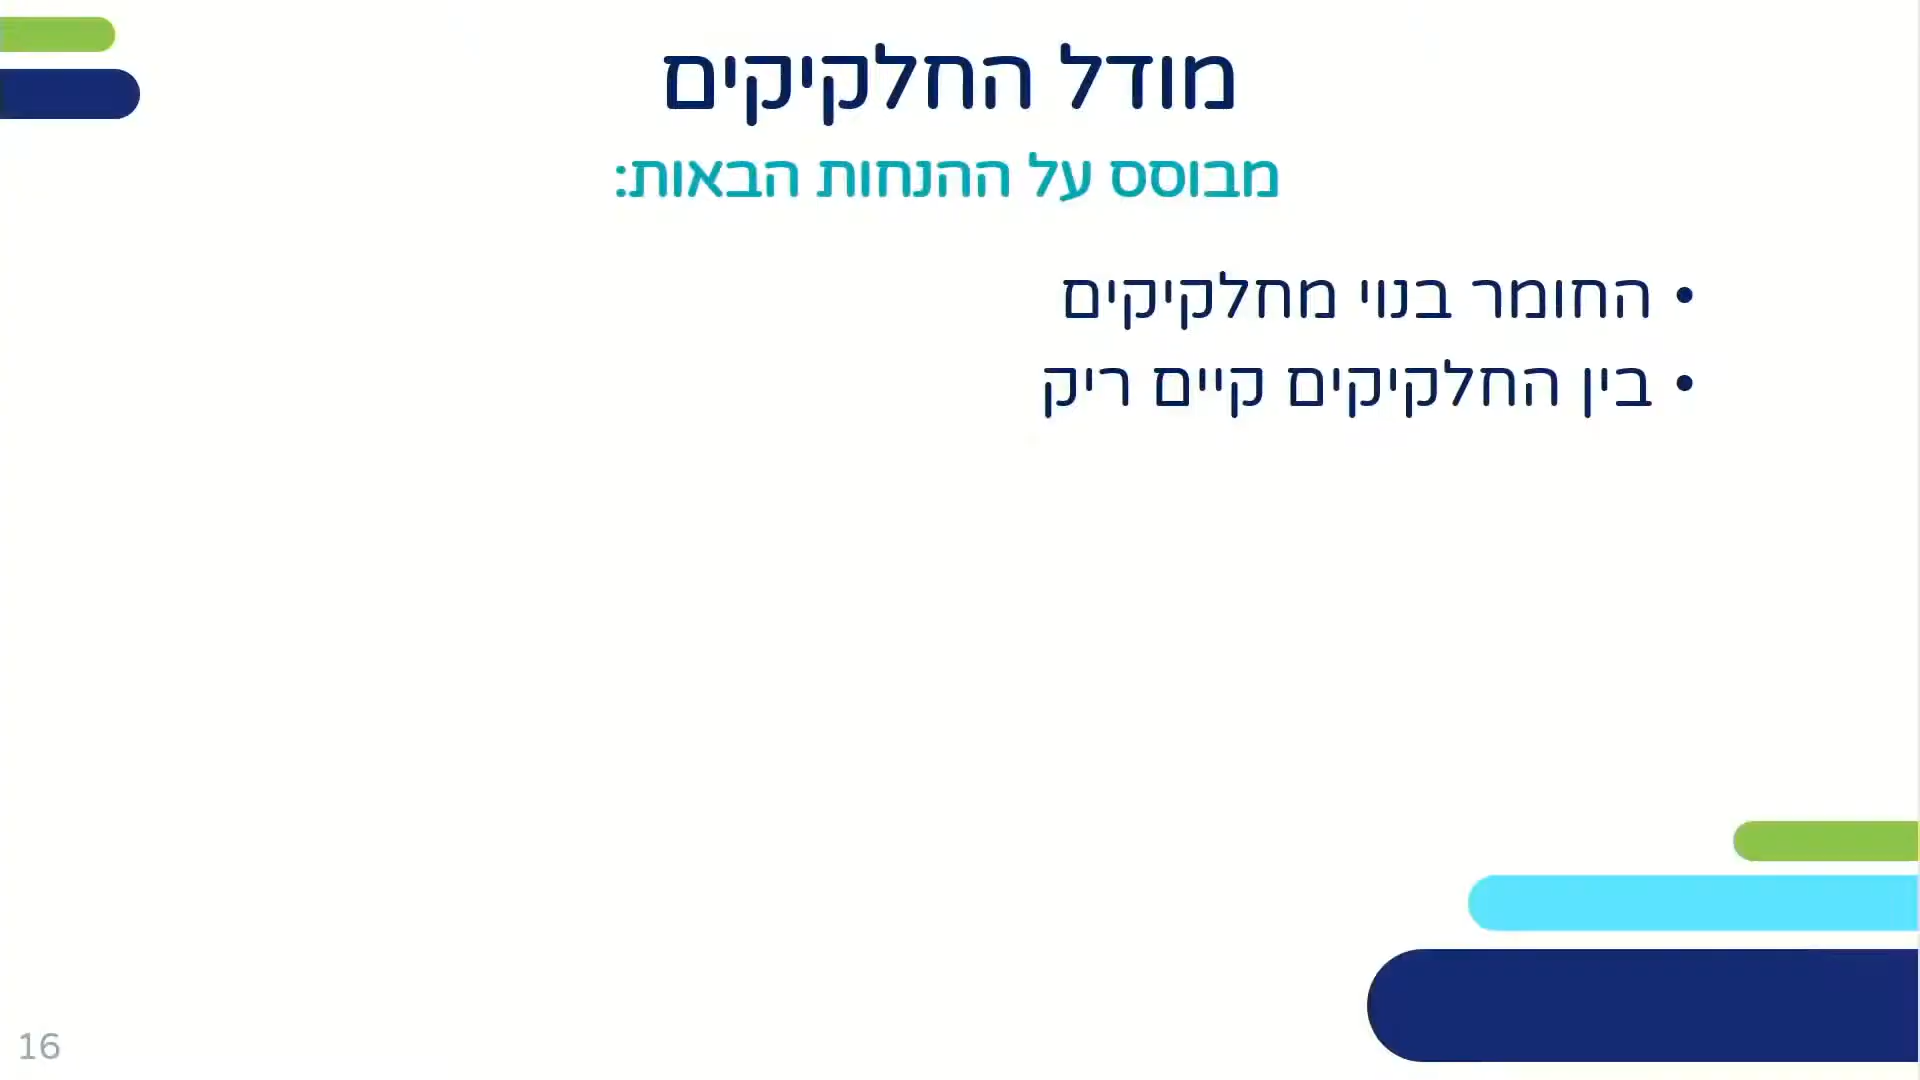 מודל החלקיקים
מבוסס על ההנחות הבאות:
• החומר בנוי מחלקיקים
• בין החלקיקים קיים ריק
16